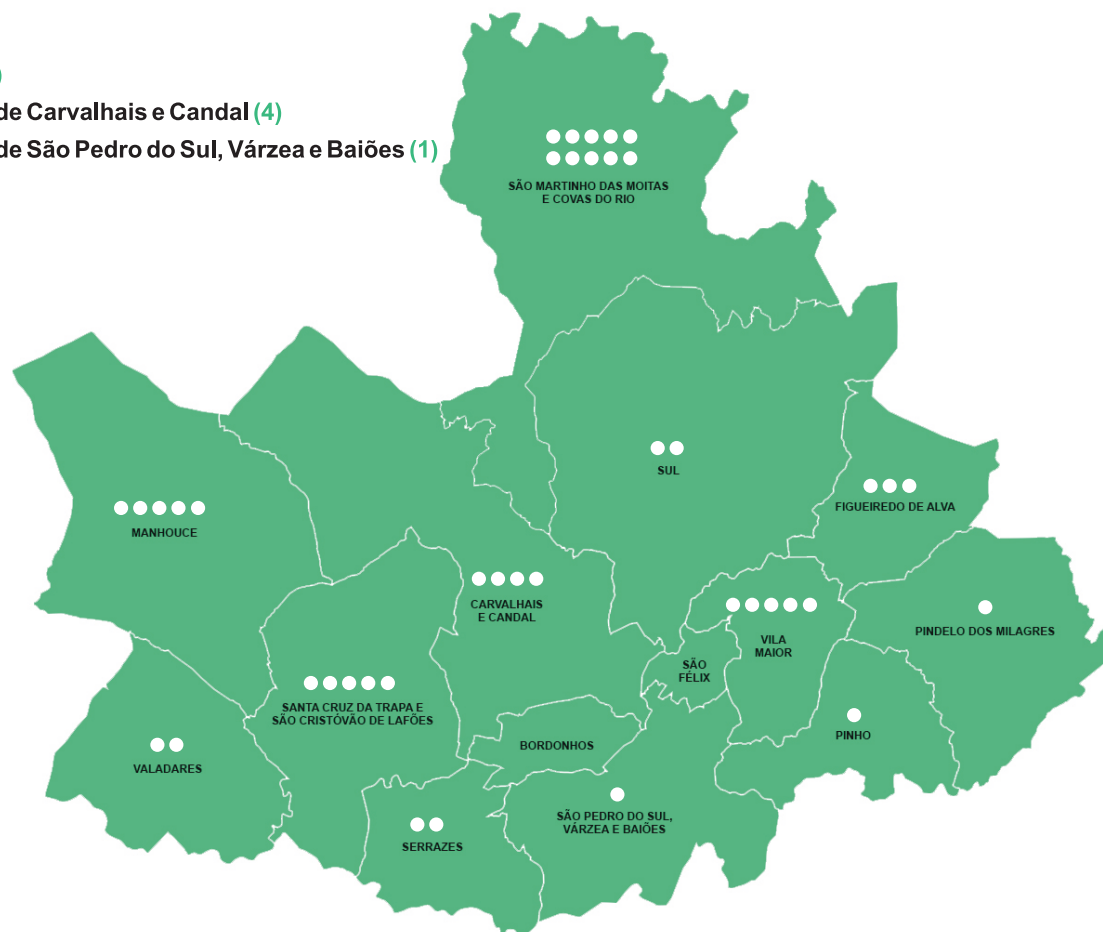 )
de Carvalhais e Candal (4)
de São Pedro do Sul, Várzea e Baiões (1)
SÃO MARTINHO DAS MOITAS
E COVAS DO RIO
SUL
FIGUEIREDO DE ALVA
MANHOUCE
CARVALHAIS
E CANDAL
PINDELO DOS MILAGRES
VILA
MAIOR
SÃO
FÉLIX
SANTA CRUZ DA TRAPA E
SÃO CRISTÓVÃO DE LAFÕES
PINHO
BORDONHOS
VALADARES
SÃO PEDRO DO SUL,
VÁRZEA E BAIÕES
SERRAZES